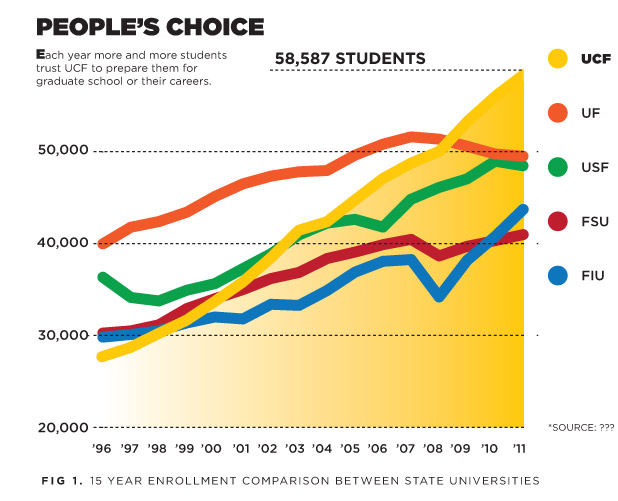 PEOPLE'S CHOICE
Each year more and more students
trust UCF to prepare them for
graduate school or their careers.
58,587 STUDENTS
UCF
UF
USF
FSU
FIU
50,000
40,000
30,000
20,000
'96 '97 '98 '99 '00 '01 '02 '03 '04 '05 '06 '07 '08 '09 '10 '11
*SOURCE: ???
FIG 1. 15 YEAR ENROLLMENT COMPARISON BETWEEN STATE UNIVERSITIES